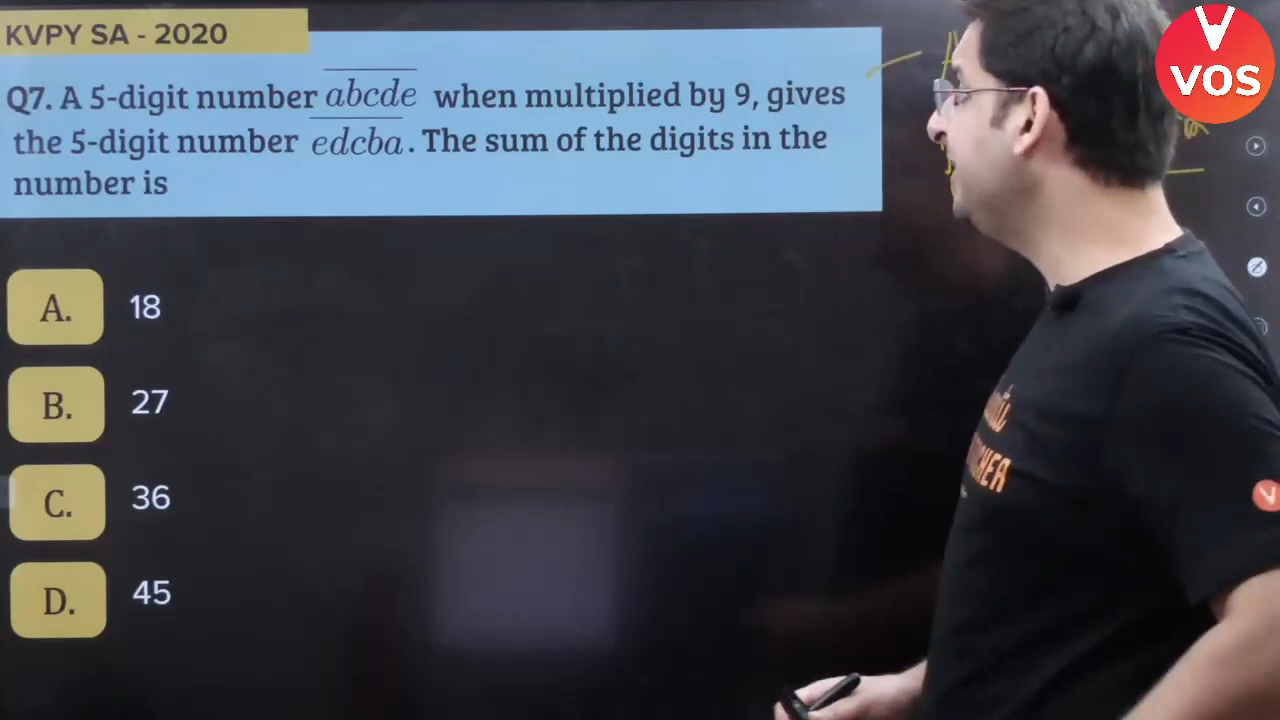 KVPY SA - 2020
VOS
Q7. A 5-digit number abcde when multiplied by 9, gives
the 5-digit number edcba. The sum of the digits in the
number is
A. 18
B. 27
C. 36
D. 45